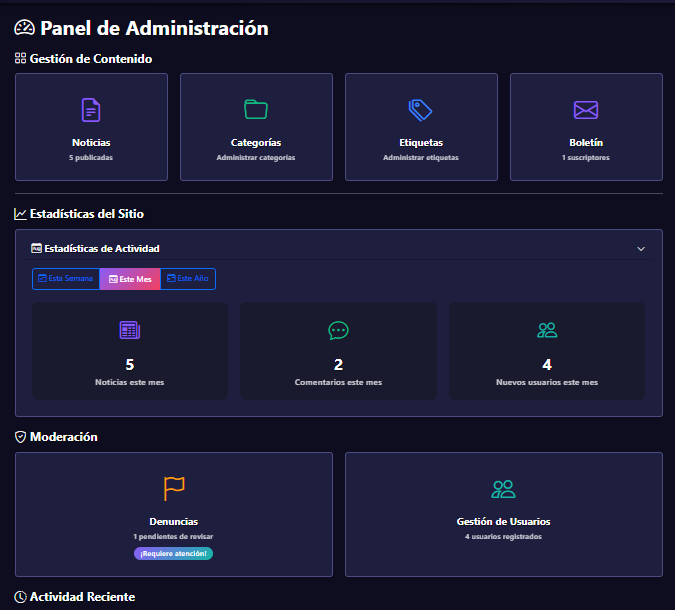 Panel de Administración
Gestión de Contenido
Noticias
5 publicadas
Categorías
Administrar categorías
Etiquetas
Administrar etiquetas
Boletín
1 suscriptores
Estadísticas del Sitio
Estadísticas de Actividad
Esta Semana
Este Mes
Este Año
5
Noticias este mes
2
Comentarios este mes
4
Nuevos usuarios este mes
Moderación
Denuncias
1 pendientes de revisar
¡Requiere atención!
Gestión de Usuarios
4 usuarios registrados
Actividad Reciente